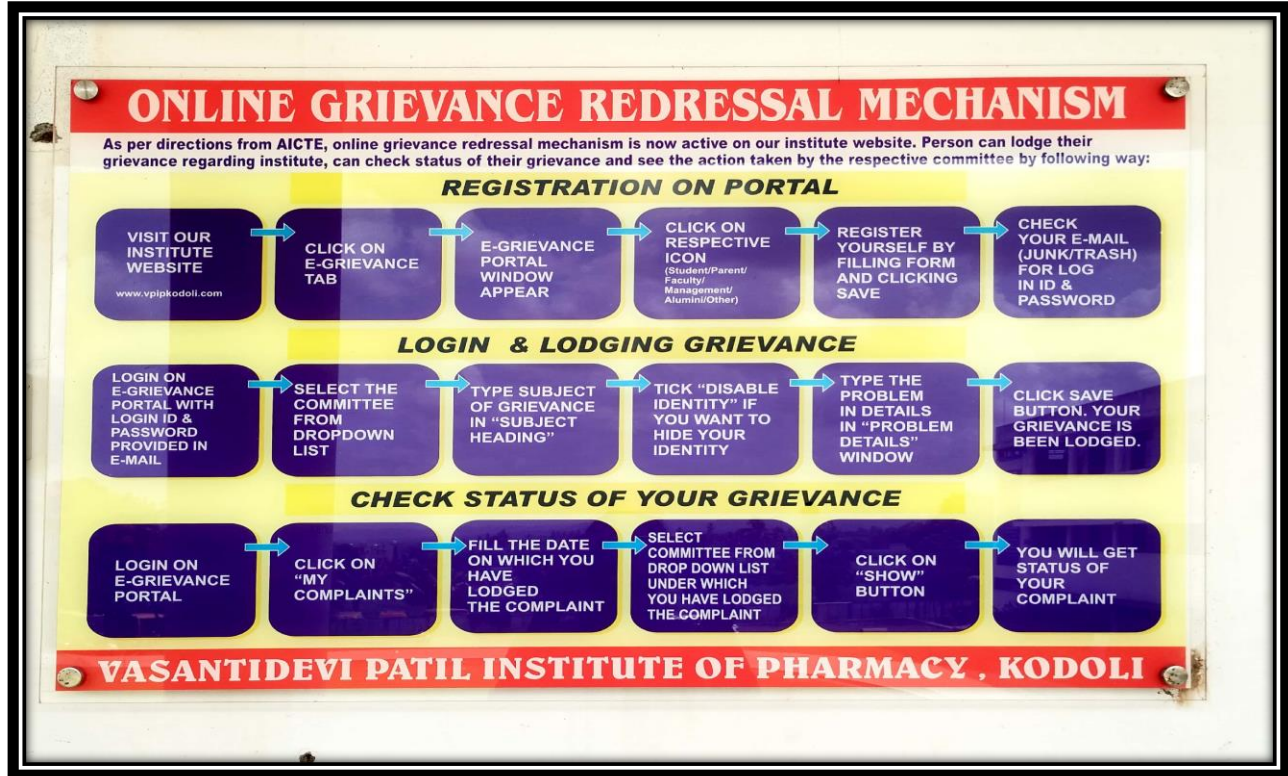 ONLINE GRIEVANCE REDRESSAL MECHANISM
As per directions from AICTE, online grievance redressal mechanism is now active on our institute website. Person can lodge their
grievance regarding institute, can check status of their grievance and see the action taken by the respective committee by following way:
REGISTRATION ON PORTAL
VISIT OUR
INSTITUTE
WEBSITE
www.vpipkodoli.com
CLICK ON
E-GRIEVANCE
TAB
E-GRIEVANCE
PORTAL
WINDOW
APPEAR
CLICK ON
RESPECTIVE
ICON
(Student/Parent/
Faculty/
Management/
Alumini/Other)
REGISTER
YOURSELF BY
FILLING FORM
AND CLICKING
SAVE
CHECK
YOUR E-MAIL
(JUNK/TRASH)
FOR LOG
IN ID &
PASSWORD
LOGIN & LODGING GRIEVANCE
LOGIN ON
E-GRIEVANCE
PORTAL WITH
LOGIN ID &
PASSWORD
PROVIDED IN
E-MAIL
SELECT THE
COMMITTEE
FROM
DROPDOWN
LIST
TYPE SUBJECT
OF GRIEVANCE
IN “SUBJECT
HEADING”
TICK “DISABLE
IDENTITY” IF
YOU WANT TO
HIDE YOUR
IDENTITY
TYPE THE
PROBLEM
IN DETAILS
IN “PROBLEM
DETAILS”
WINDOW
CLICK SAVE
BUTTON. YOUR
GRIEVANCE IS
BEEN LODGED.
CHECK STATUS OF YOUR GRIEVANCE
LOGIN ON
E-GRIEVANCE
PORTAL
CLICK ON
“MY
COMPLAINTS”
FILL THE DATE
ON WHICH YOU
HAVE
LODGED
THE COMPLAINT
SELECT
COMMITTEE FROM
DROP DOWN LIST
UNDER WHICH
YOU HAVE LODGED
THE COMPLAINT
CLICK ON
“SHOW”
BUTTON
YOU WILL GET
STATUS OF
YOUR
COMPLAINT
VASANTIDEVI PATIL INSTITUTE OF PHARMACY , KODOLI